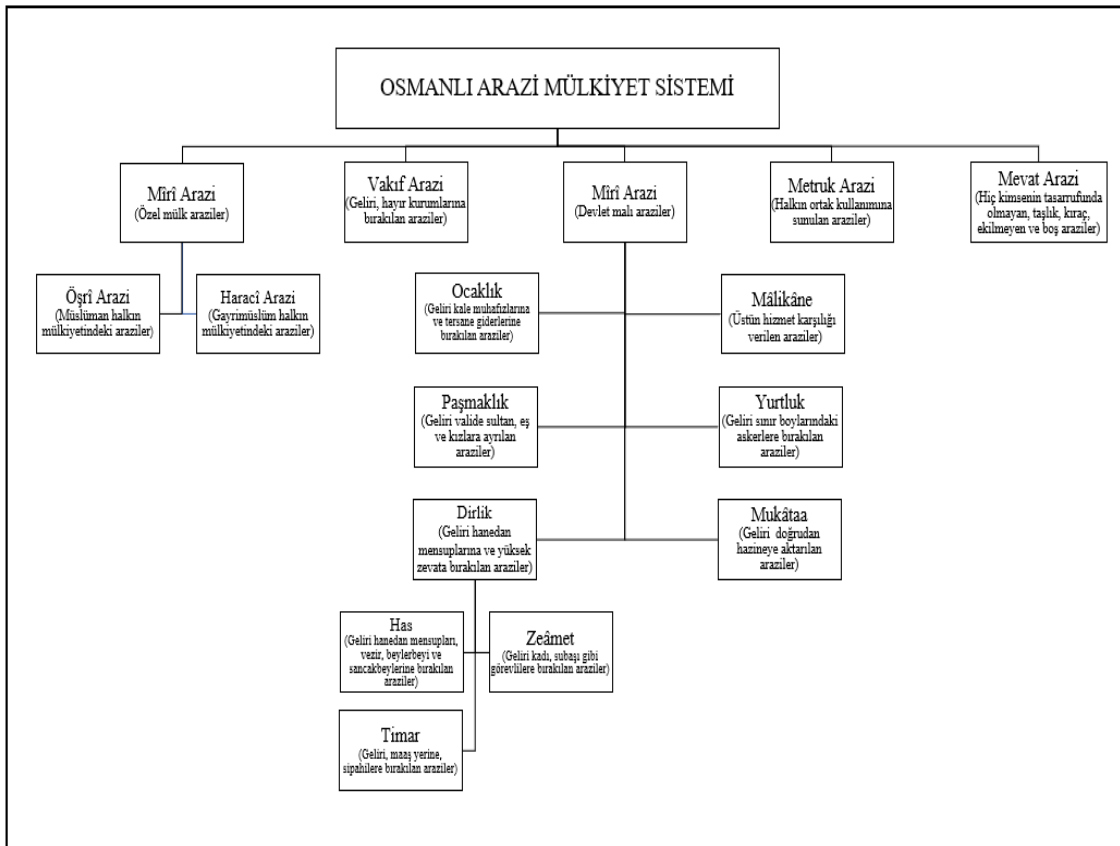 OSMANLI ARAZİ MÜLKİYET SİSTEMİ
Mîrî Arazi
(Özel mülk araziler)
Vakıf Arazi
(Geliri, hayır kurumlarına
bırakılan araziler)
Mîrî Arazi
(Devlet malı araziler)
Metruk Arazi
(Halkın ortak kullanımına
sunulan araziler)
Mevat Arazi
(Hiç kimsenin tasarrufunda
olmayan, taşlık, kıraç,
ekilmeyen ve boş araziler)
Öşrî Arazi
(Müslüman halkın
mülkiyetindeki araziler)
Haracî Arazi
(Gayrimüslüm halkın
mülkiyetindeki araziler)
Ocaklık
(Geliri kale muhafızlarına
ve tersane giderlerine
bırakılan araziler)
Mâlikâne
(Üstün hizmet karşılığı
verilen araziler)
Paşmaklık
(Geliri valide sultan, eş
ve kızlara ayrılan
araziler)
Yurtluk
(Geliri sınır boylarındaki
askerlere bırakılan
araziler)
Dirlik
(Geliri hanedan
mensuplarına ve yüksek
zevata bırakılan araziler)
Mukâtaa
(Geliri doğrudan
hazineye aktarılan
araziler)
Has
(Geliri hanedan mensupları,
vezir, beylerbeyi ve
sancakbeylerine bırakılan
araziler)
Zeâmet
(Geliri kadı, subaşı gibi
görevlilere bırakılan araziler)
Timar
(Geliri, maaş yerine,
sipahilere bırakılan araziler)